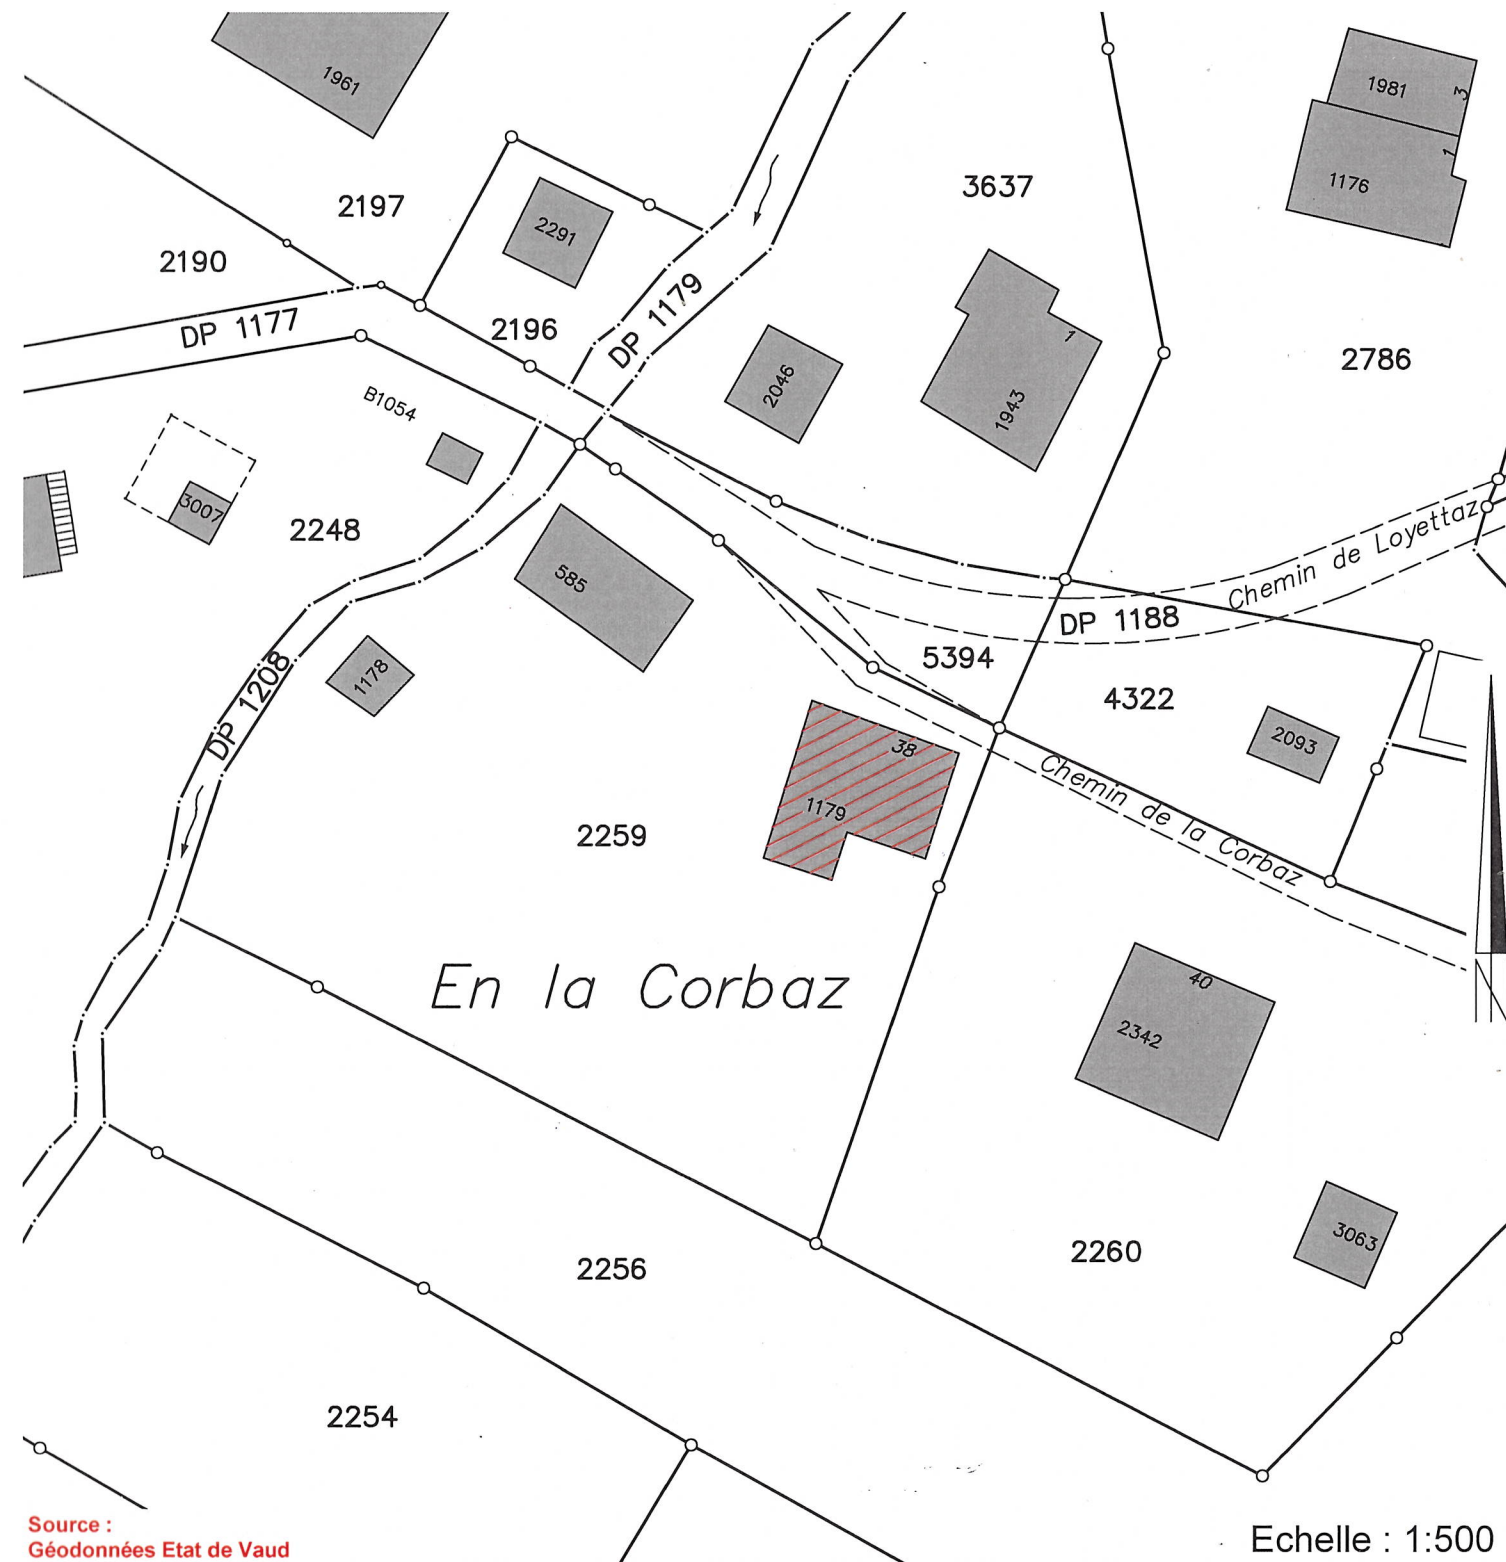 1961
1981
3
1
1176
2197
3637
2291
2190
DP 1179
DP 1177
2196
1
2786
2046
1943
B1054
3007
2248
Chemin de Loyettaz
585
DP 1188
5394
1178
4322
DP 1208
38
2093
Chemin de la Corbaz
1179
2259
En la Corbaz
40
2342
3063
2260
2256
2254
Source :
Géodonnées Etat de Vaud
Echelle : 1:500